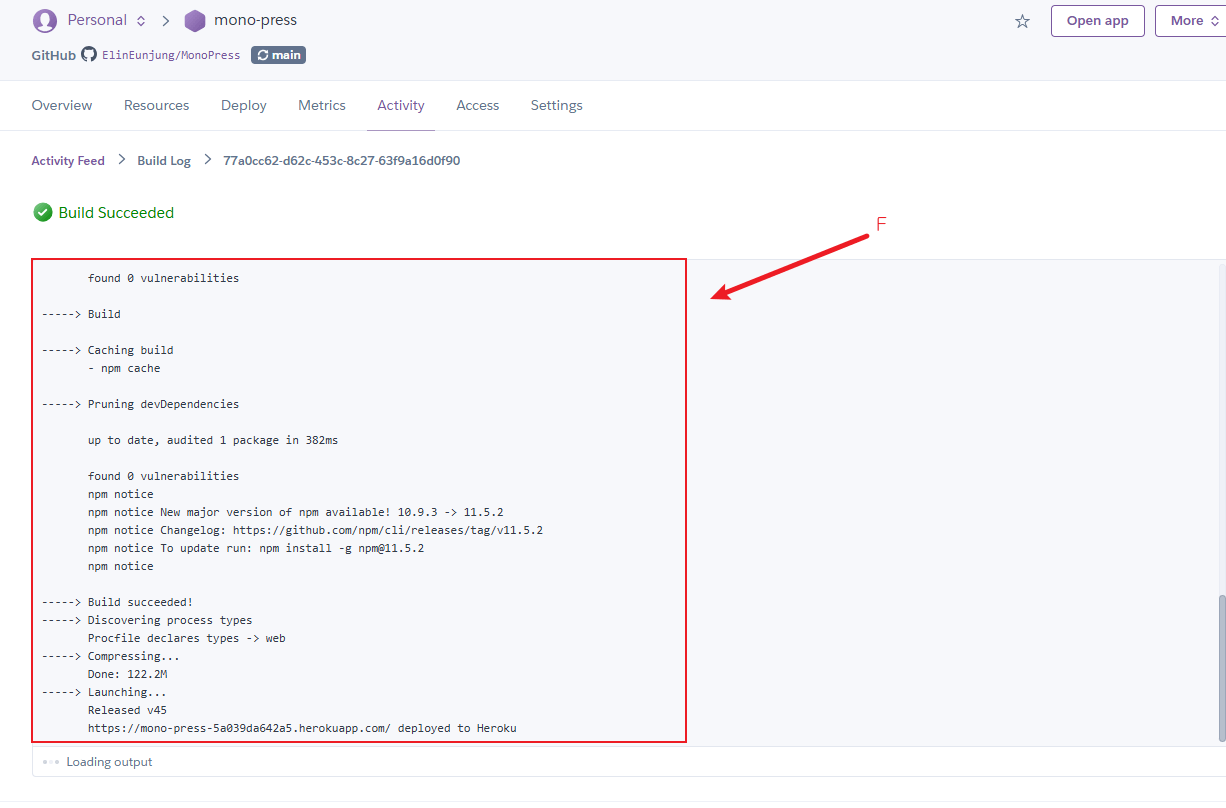 Personal mono-press Open app More
GitHub ElinEunjung/MonoPress main
Overview Resources Deploy Metrics Activity Access Settings
Activity Feed > Build Log > 77a0cc62-d62c-453c-8c27-63f9a16d0f90
Build Succeeded
F
found 0 vulnerabilities
-----> Build
-----> Caching build
- npm cache
-----> Pruning devDependencies
up to date, audited 1 package in 382ms
found 0 vulnerabilities
npm notice
npm notice New major version of npm available! 10.9.3 -> 11.5.2
npm notice Changelog: https://github.com/npm/cli/releases/tag/v11.5.2
npm notice To update run: npm install -g npm@11.5.2
npm notice
-----> Build succeeded!
-----> Discovering process types
Procfile declares types -> web
-----> Compressing...
Done: 122.2M
-----> Launching...
Released v45
https://mono-press-5a039da642a5.herokuapp.com/ deployed to Heroku
Loading output